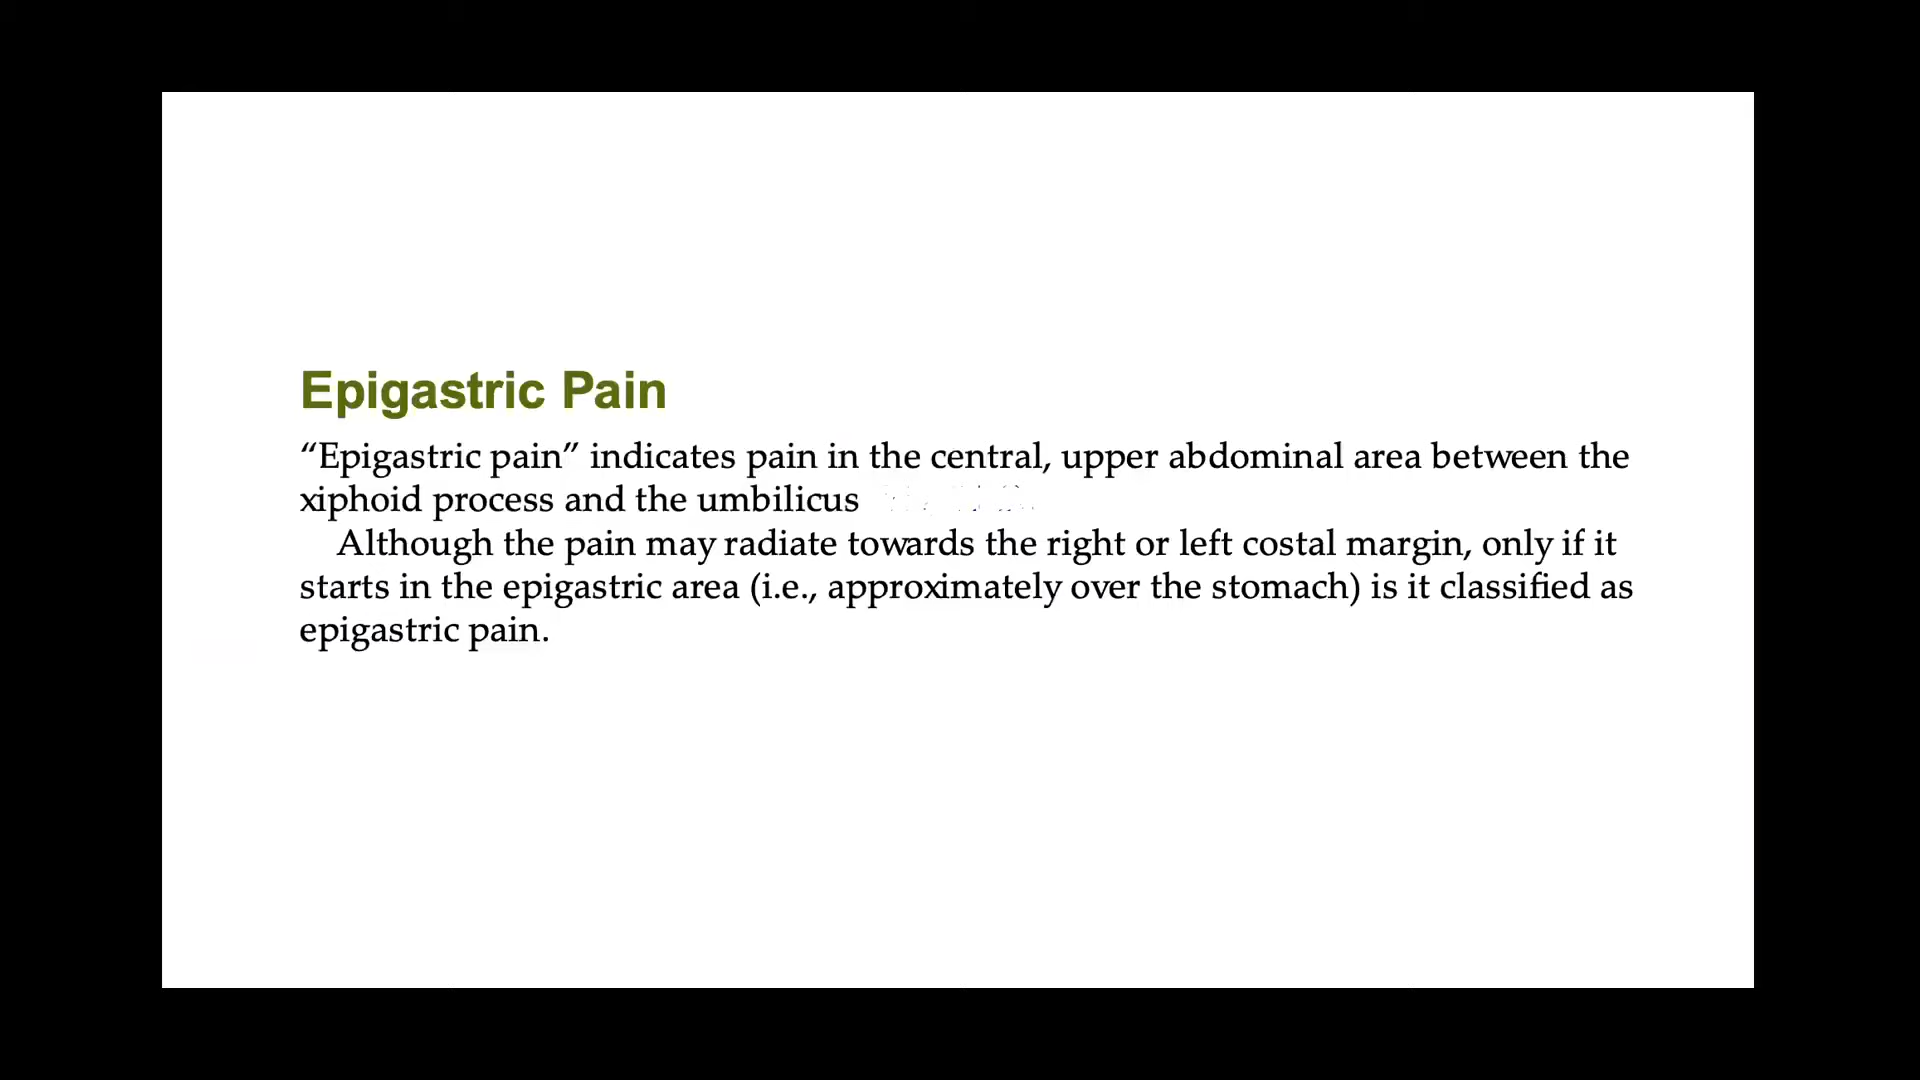 Epigastric Pain
“Epigastric pain” indicates pain in the central, upper abdominal area between the
xiphoid process and the umbilicus
Although the pain may radiate towards the right or left costal margin, only if it
starts in the epigastric area (i.e., approximately over the stomach) is it classified as
epigastric pain.